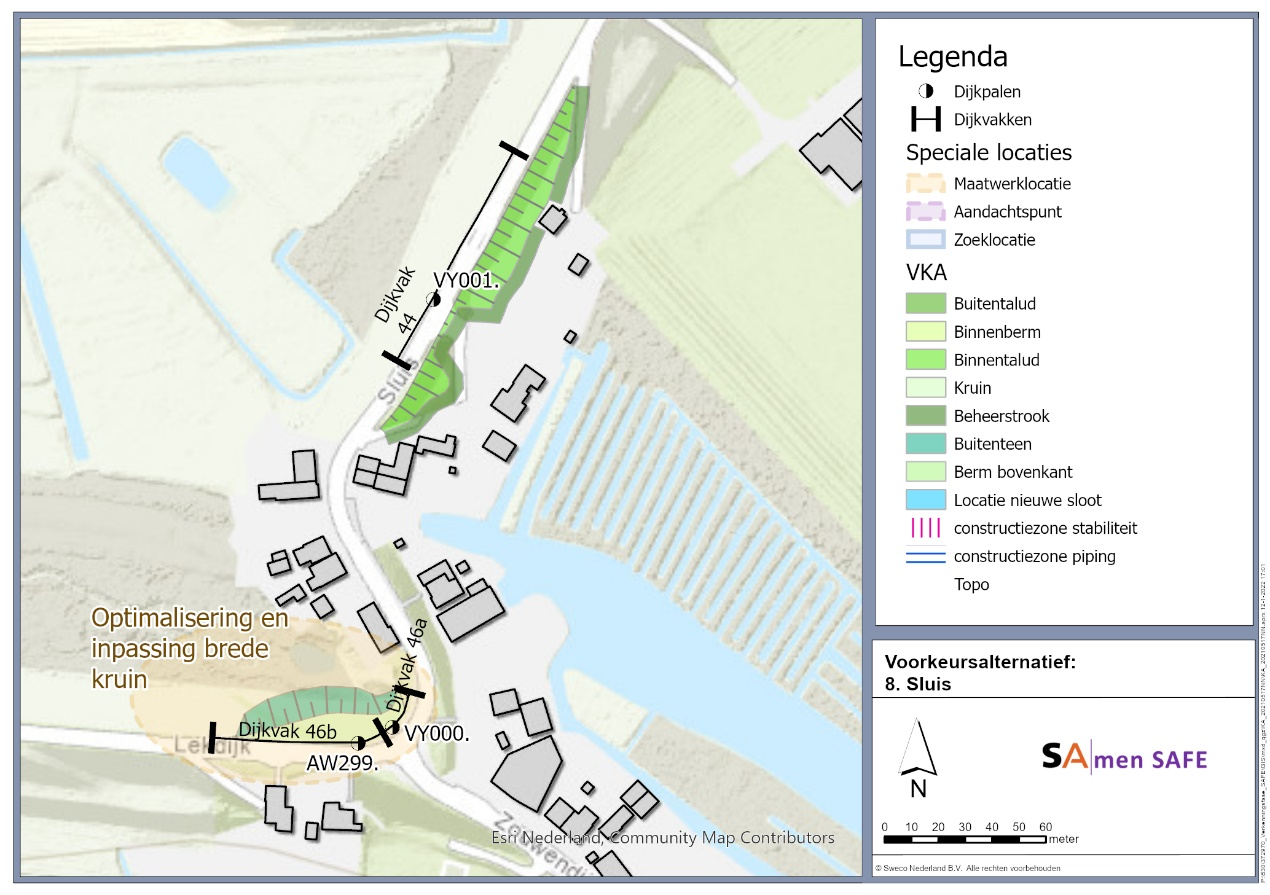 VY001.
Dijkvak
44
Sluis
Optimalisering en
inpassing brede
kruin
Dijkvak 46a
Dijkvak 46b
VY000.
Lekdijk
AW299.
Esri Nederland, Community Map Contributors
Legenda
Dijkpalen
Dijkvakken
Speciale locaties
Maatwerklocatie
Aandachtspunt
Zoeklocatie
VKA
Buitentalud
Binnenberm
Binnentalud
Kruin
Beheerstrook
Buitenteen
Berm bovenkant
Locatie nieuwe sloot
constructiezone stabiliteit
constructiezone piping
Topo
Voorkeursalternatief:
8. Sluis
N
SAmen SAFE
0 10 20 30 40 50 60
meter
© Sweco Nederland B.V. Alle rechten voorbehouden